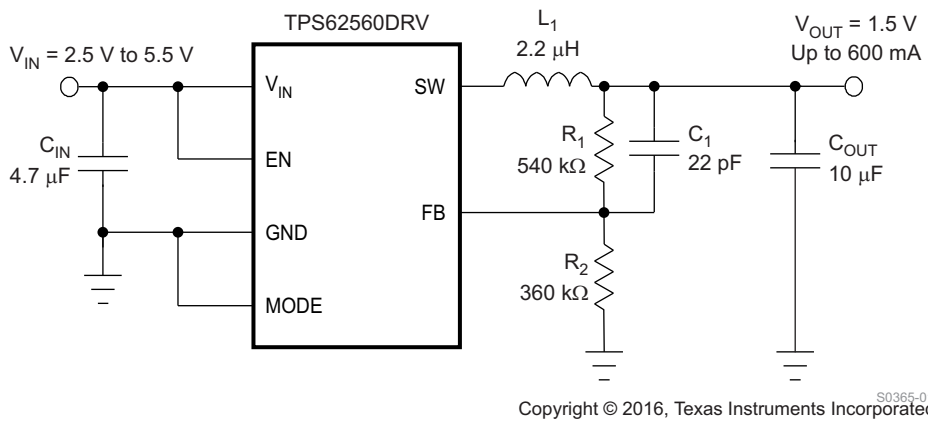 TPS62560DRV
L1
2.2 μH
VOUT = 1.5 V
Up to 600 mA
VIN = 2.5 V to 5.5 V
VIN
SW
CIN
4.7 μF
EN
R1
540 kΩ
C1
22 pF
COUT
10 μF
FB
GND
R2
360 kΩ
MODE
S0365-0
Copyright © 2016, Texas Instruments Incorporated